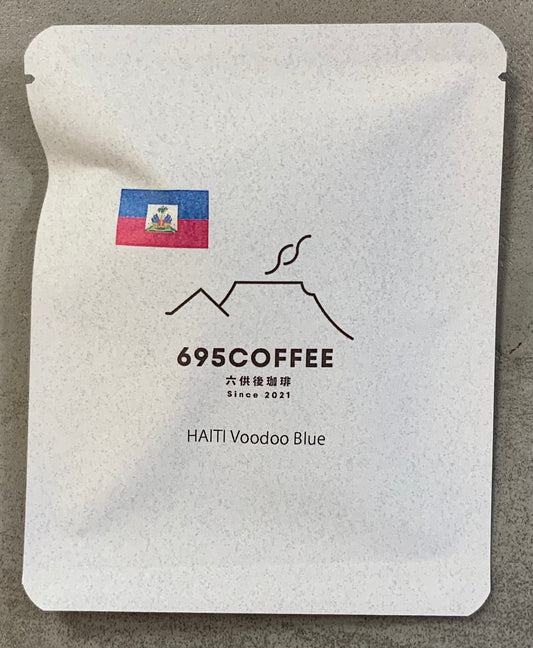 695COFFEE
六供後珈琲
Since 2021
HAITI Voodoo Blue